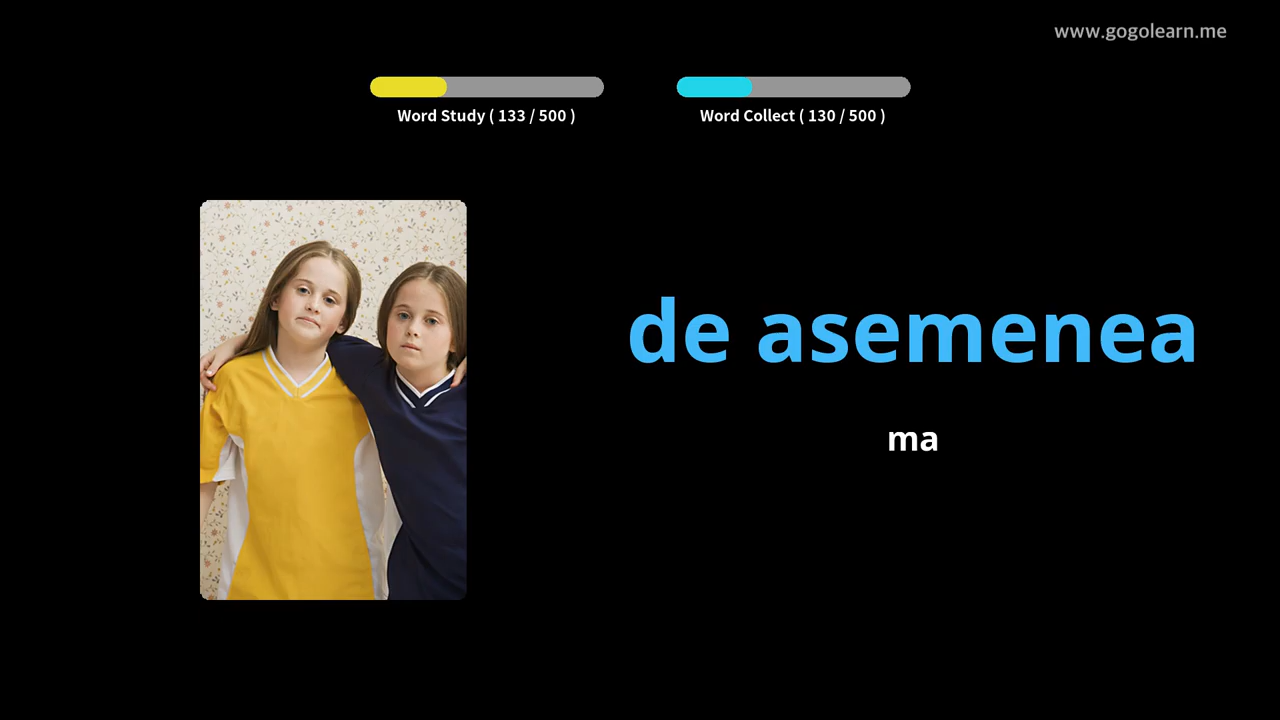 www.gogolearn.me
Word Study ( 133 / 500 )
Word Collect ( 130 / 500 )
de asemenea
ma